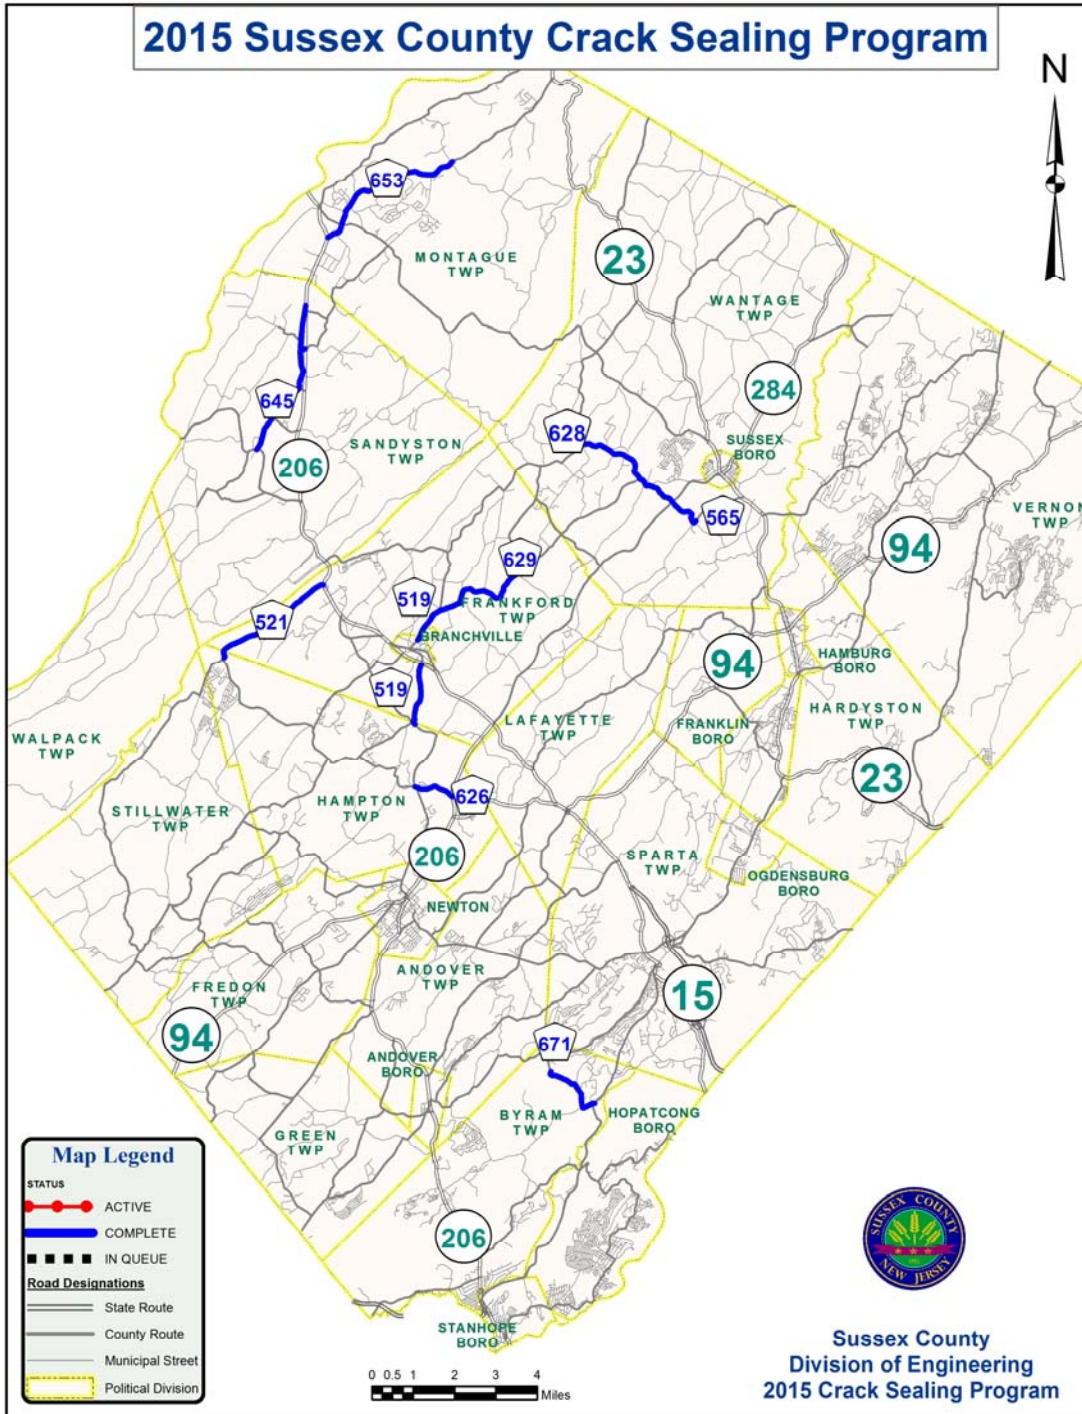 2015 Sussex County Crack Sealing Program
N
653
MONTAGUE
TWP
23
WANTAGE
TWP
284
645
628
SUSSEX
BORO
SANDYSTON
TWP
206
565
VERNON
TWP
94
629
519
FRANKFORD
TWP
521
BRANCHVILLE
94
HAMBURG
BORO
519
HARDYSTON
TWP
LAFAYETTE
TWP
FRANKLIN
BORO
WALPACK
TWP
23
626
HAMPTON
TWP
STILLWATER
TWP
206
SPARTA
TWP
OGDENSBURG
BORO
NEWTON
ANDOVER
TWP
FREDON
TWP
15
94
671
ANDOVER
BORO
BYRAM
TWP
HOPATCONG
BORO
GREEN
TWP
206
STANHOPE
BORO
Map Legend
STATUS
ACTIVE
COMPLETE
IN QUEUE
Road Designations
State Route
County Route
Municipal Street
Political Division
0 0.5 1 2 3 4
Miles
SUSSEX COUNTY
NEW JERSEY
Sussex County
Division of Engineering
2015 Crack Sealing Program